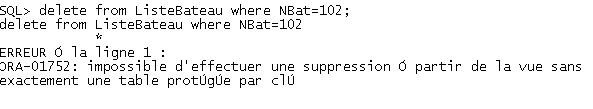 SQL> delete from ListeBateau where NBat=102;
delete from ListeBateau where NBat=102
*
ERREUR Ó la ligne 1 :
ORA-01752: impossible d'effectuer une suppression Ó partir de la vue sans
exactement une table protÚgÚe par clÚ